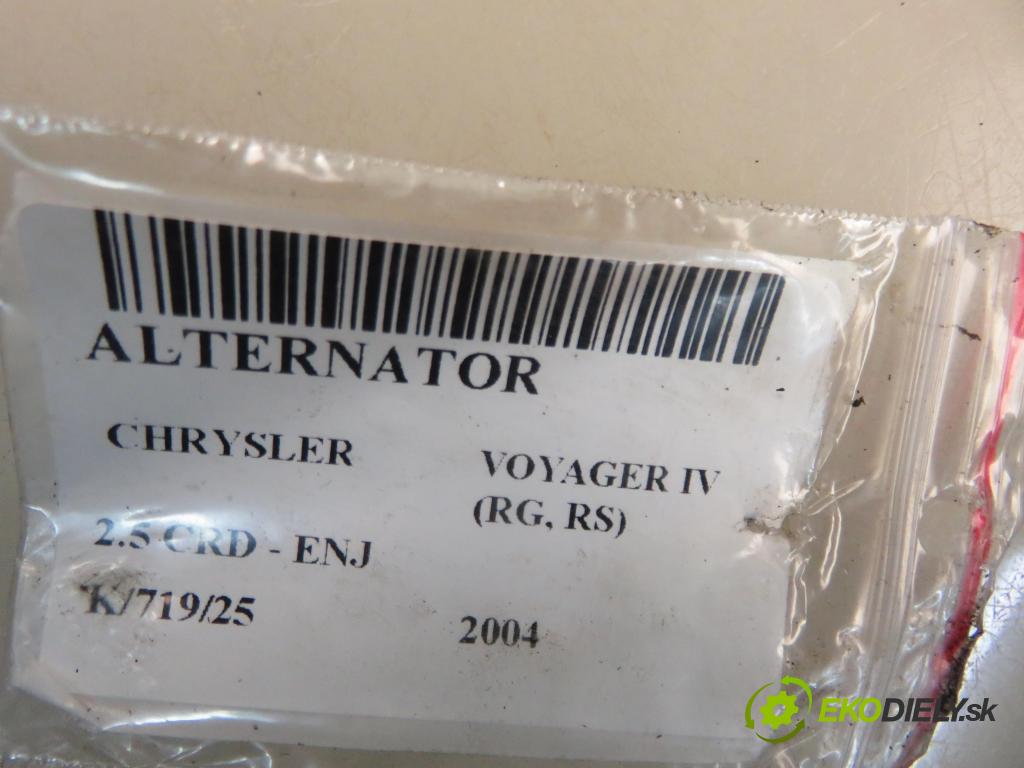 ALTERNATOR
CHRYSLER
VOYAGER IV
(RG, RS)
2.5 CRD - ENJ
K/719/25
2004
EKODIELY.sk